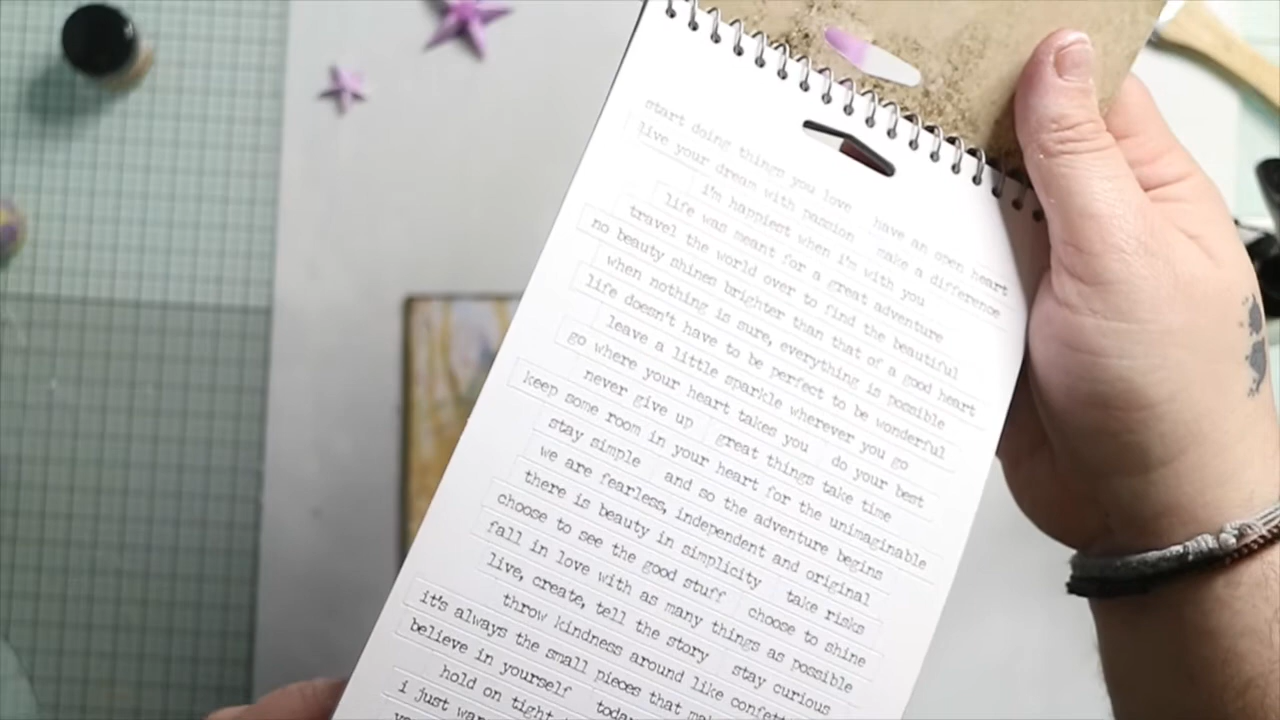 start doing things you love have an open heart
live your dream with passion make a difference
i'm happiest when i'm with you
life was meant for a great adventure
travel the world over to find the beautiful
no beauty shines brighter than that of a good heart
when nothing is sure, everything is possible
life doesn't have to be perfect to be wonderful
leave a little sparkle wherever you go
go where your heart takes you do your best
never give up great things take time
keep some room in your heart for the unimaginable
stay simple and so the adventure begins
we are fearless, independent and original
there is beauty in simplicity take risks
choose to see the good stuff choose to shine
fall in love with as many things as possible
live, create, tell the story stay curious
throw kindness around like confetti
it's always the small pieces that
believe in yourself
hold on tight
i just